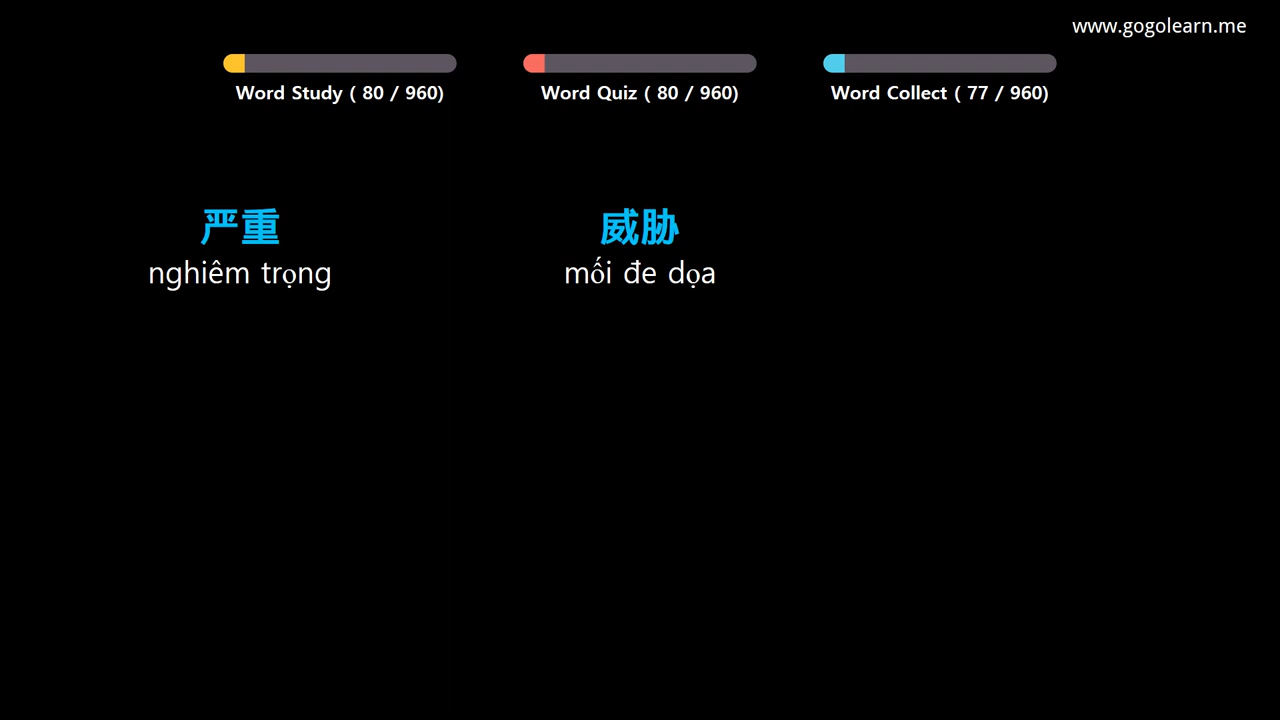 www.gogolearn.me
Word Study ( 80 / 960)
Word Quiz ( 80 / 960)
Word Collect ( 77 / 960)
严重
nghiêm trọng
威胁
mối đe dọa